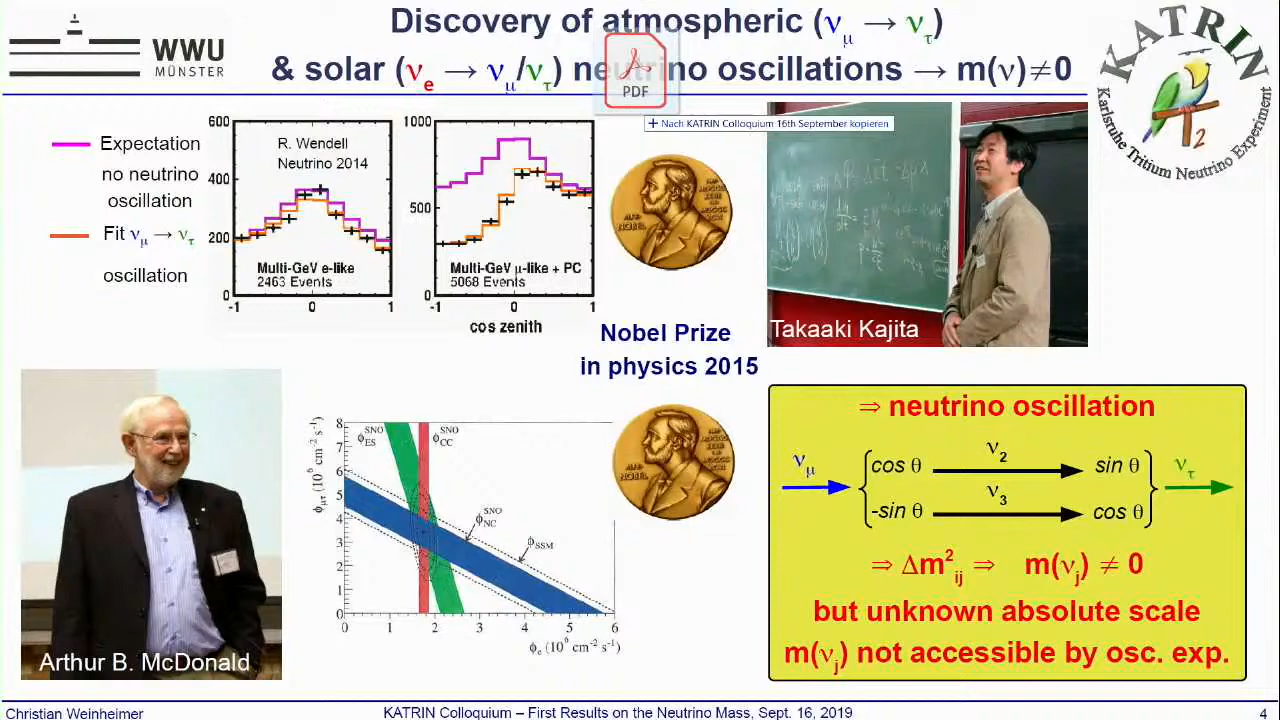 Discovery of atmospheric (νμ → ντ)
& solar (νe → νμ/ντ) neutrino oscillations → m(ν)≠0
WWU
MÜNSTER
PDF
+ Nach KATRIN Colloquium 16th September kopieren
KATRIN
Karlsruhe Tritium Neutrino Experiment
Expectation
no neutrino
oscillation
Fit νμ → ντ
oscillation
600
400
200
0
R. Wendell
Neutrino 2014
Multi-GeV e-like
2463 Events
-1 0 1
1000
500
0
Multi-GeV μ-like + PC
5068 Events
-1 0 1
cos zenith
Nobel Prize
in physics 2015
Takaaki Kajita
Arthur B. McDonald
ϕμτ (10⁶ cm⁻² s⁻¹)
8
7
6
5
4
3
2
1
0
ϕES SNO
ϕCC SNO
ϕNC SNO
ϕSSM
0 1 2 3 4 5 6
ϕe (10⁶ cm⁻² s⁻¹)
⇒ neutrino oscillation
νμ
cos θ ν2 sin θ
-sin θ ν3 cos θ
ντ
⇒ Δm²ij ⇒ m(νj) ≠ 0
but unknown absolute scale
m(νj) not accessible by osc. exp.
Christian Weinheimer
KATRIN Colloquium – First Results on the Neutrino Mass, Sept. 16, 2019
4